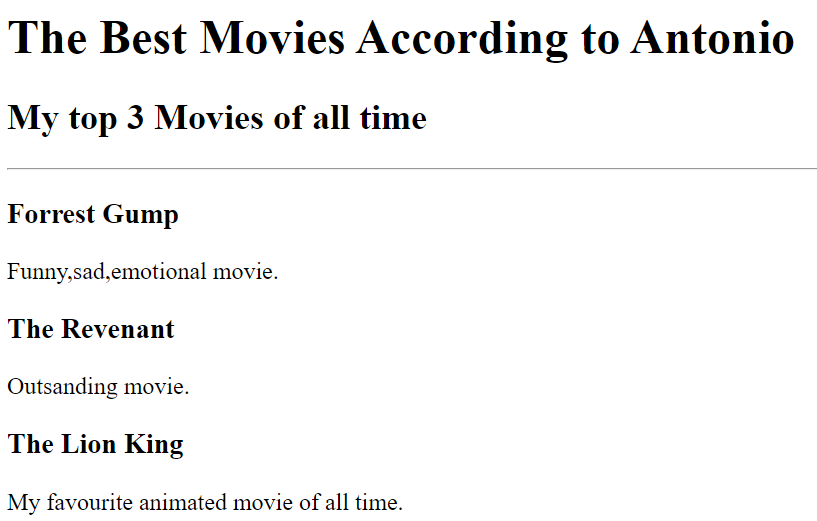 The Best Movies According to Antonio
My top 3 Movies of all time
Forrest Gump
Funny,sad,emotional movie.
The Revenant
Outsanding movie.
The Lion King
My favourite animated movie of all time.